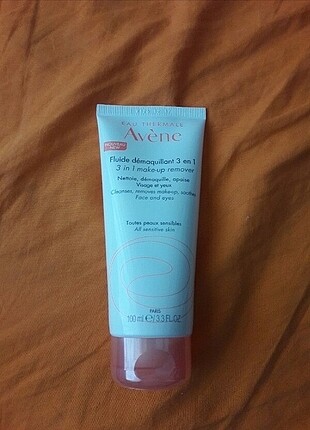 EAU THERMALE
Avène
NOUVEAU
NEW
Fluide démaquillant 3 en 1
3 in 1 make-up remover
Nettoie, démaquille, apaise
Visage et yeux
Cleanses, removes make-up, soothes
Face and eyes
Toutes peaux sensibles
All sensitive skin
PARIS
100 ml ℮ / 3.3 FL.OZ.